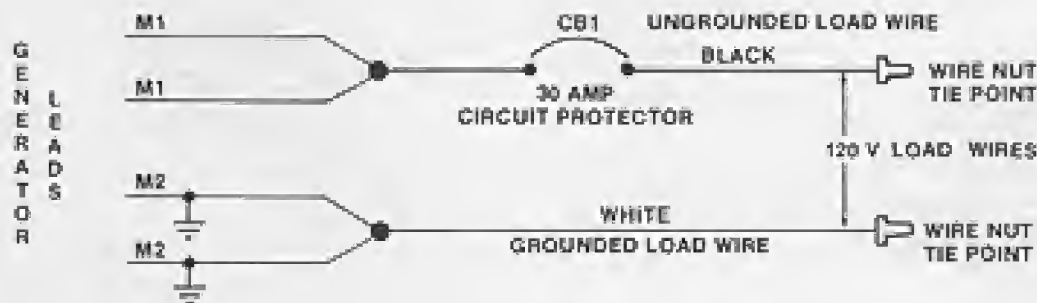 GENERATOR
LEADS
M1
M1
M2
M2
CB1
30 AMP
CIRCUIT PROTECTOR
UNGROUNDED LOAD WIRE
BLACK
WIRE NUT
TIE POINT
120 V LOAD WIRES
WHITE
GROUNDED LOAD WIRE
WIRE NUT
TIE POINT